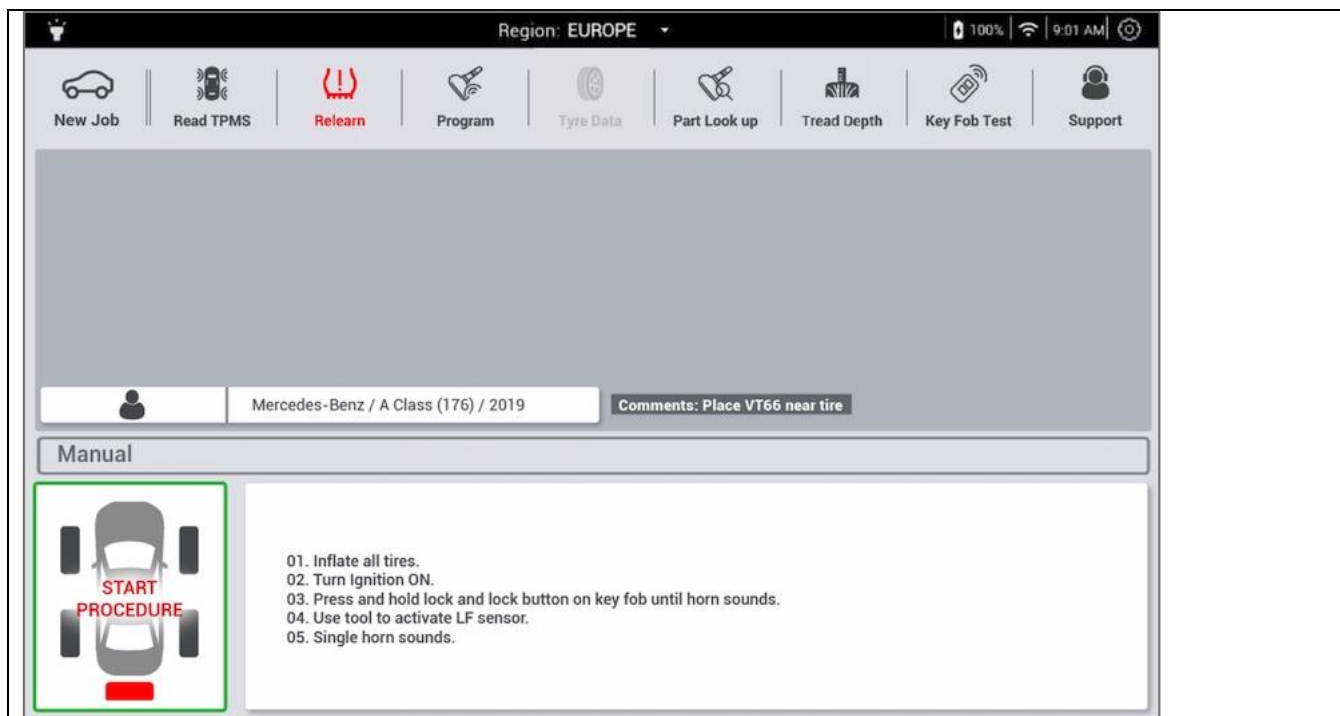 Region: EUROPE
100% 9:01 AM
New Job
Read TPMS
Relearn
Program
Tyre Data
Part Look up
Tread Depth
Key Fob Test
Support
Mercedes-Benz / A Class (176) / 2019
Comments: Place VT66 near tire
Manual
START
PROCEDURE
01. Inflate all tires.
02. Turn Ignition ON.
03. Press and hold lock and lock button on key fob until horn sounds.
04. Use tool to activate LF sensor.
05. Single horn sounds.